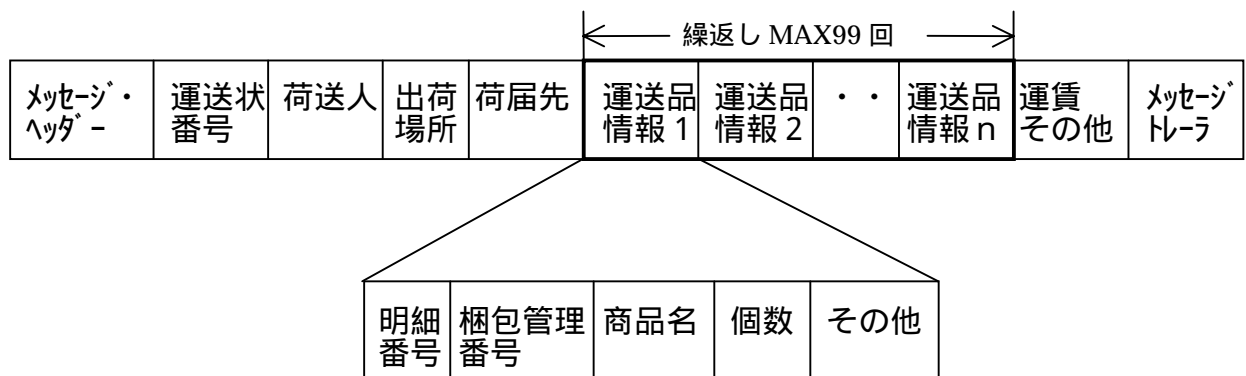 繰返し MAX99 回
ﾒｯｾｰｼﾞ・
ﾍｯﾀﾞｰ
運送状
番号
荷送人
出荷
場所
荷届先
運送品
情報 1
運送品
情報 2
・・
運送品
情報 n
運賃
その他
ﾒｯｾｰｼﾞ
ﾄﾚｰﾗ
明細
番号
梱包管理
番号
商品名
個数
その他